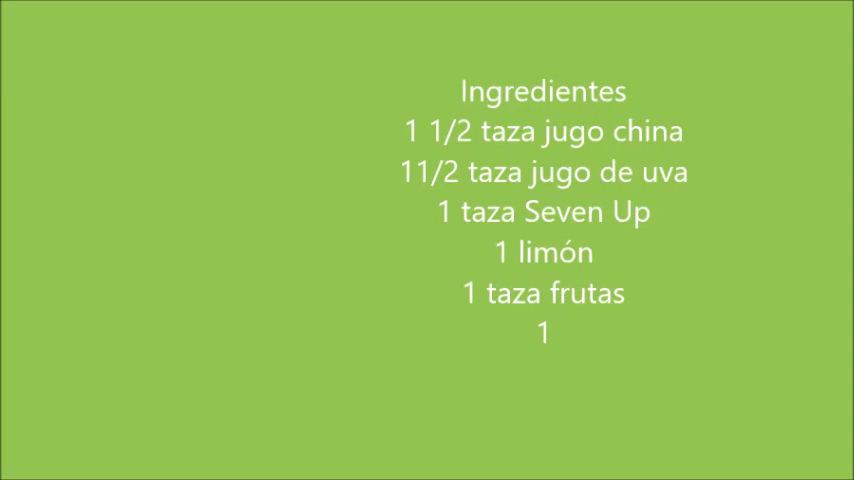 Ingredientes
1 1/2 taza jugo china
11/2 taza jugo de uva
1 taza Seven Up
1 limón
1 taza frutas
1